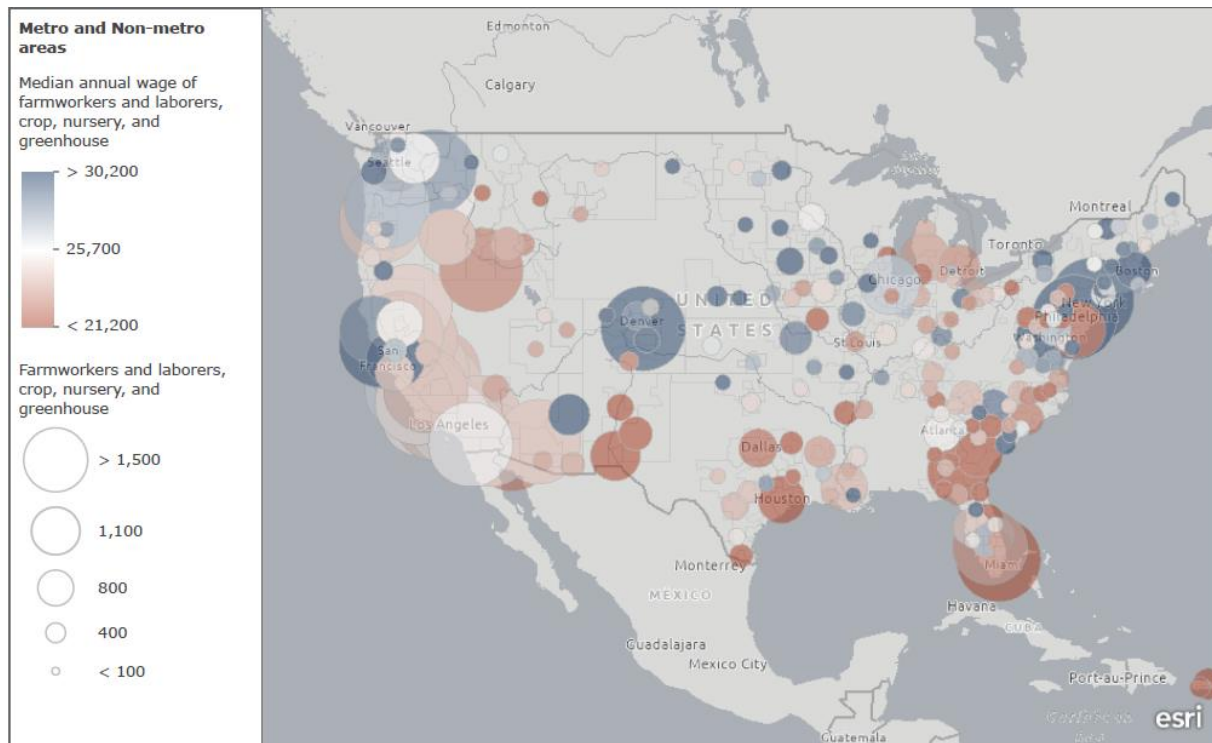 Metro and Non-metro
areas
Median annual wage of
farmworkers and laborers,
crop, nursery, and
greenhouse
> 30,200
25,700
< 21,200
Farmworkers and laborers,
crop, nursery, and
greenhouse
> 1,500
1,100
800
400
< 100
Edmonton
Calgary
Vancouver
Seattle
Montreal
Toronto
Boston
Detroit
Chicago
New York
Philadelphia
Washington
UNITED
STATES
Denver
St Louis
San
Francisco
Los Angeles
Atlanta
Dallas
Houston
Miami
Monterrey
MÉXICO
Havana
CUBA
Guadalajara
Mexico City
Port-au-Prince
Guatemala
esri